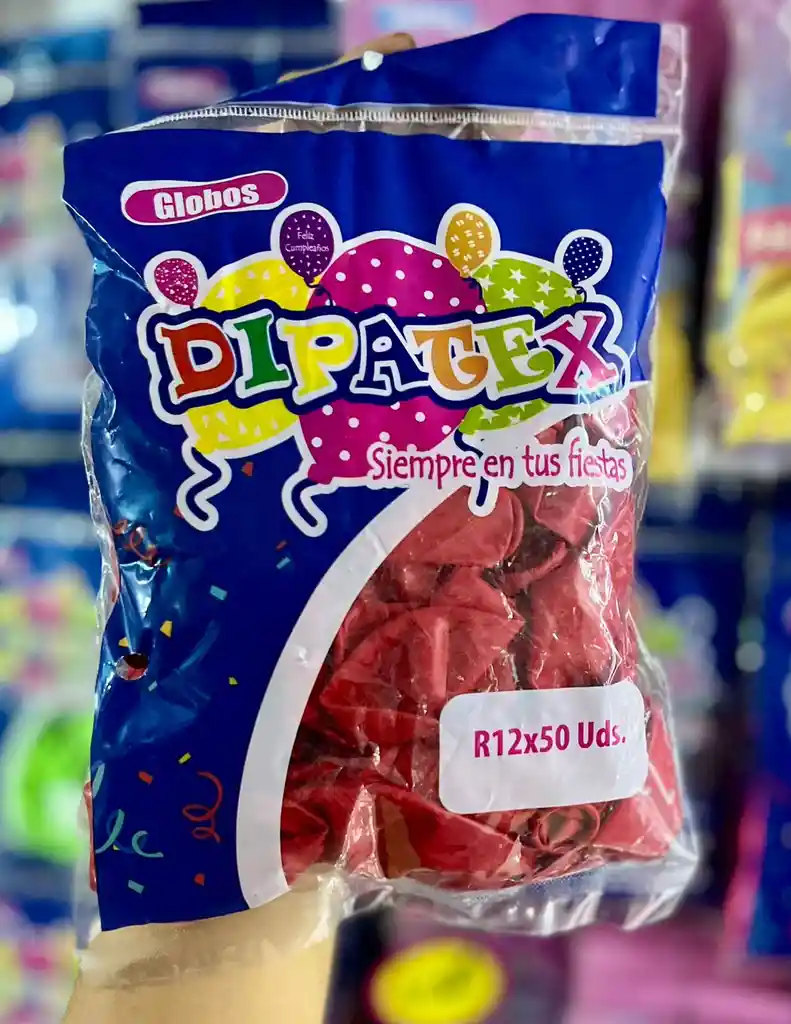 Globos
Feliz
Cumpleaños
DIPATEX
Siempre en tus fiestas
R12x50 Uds.